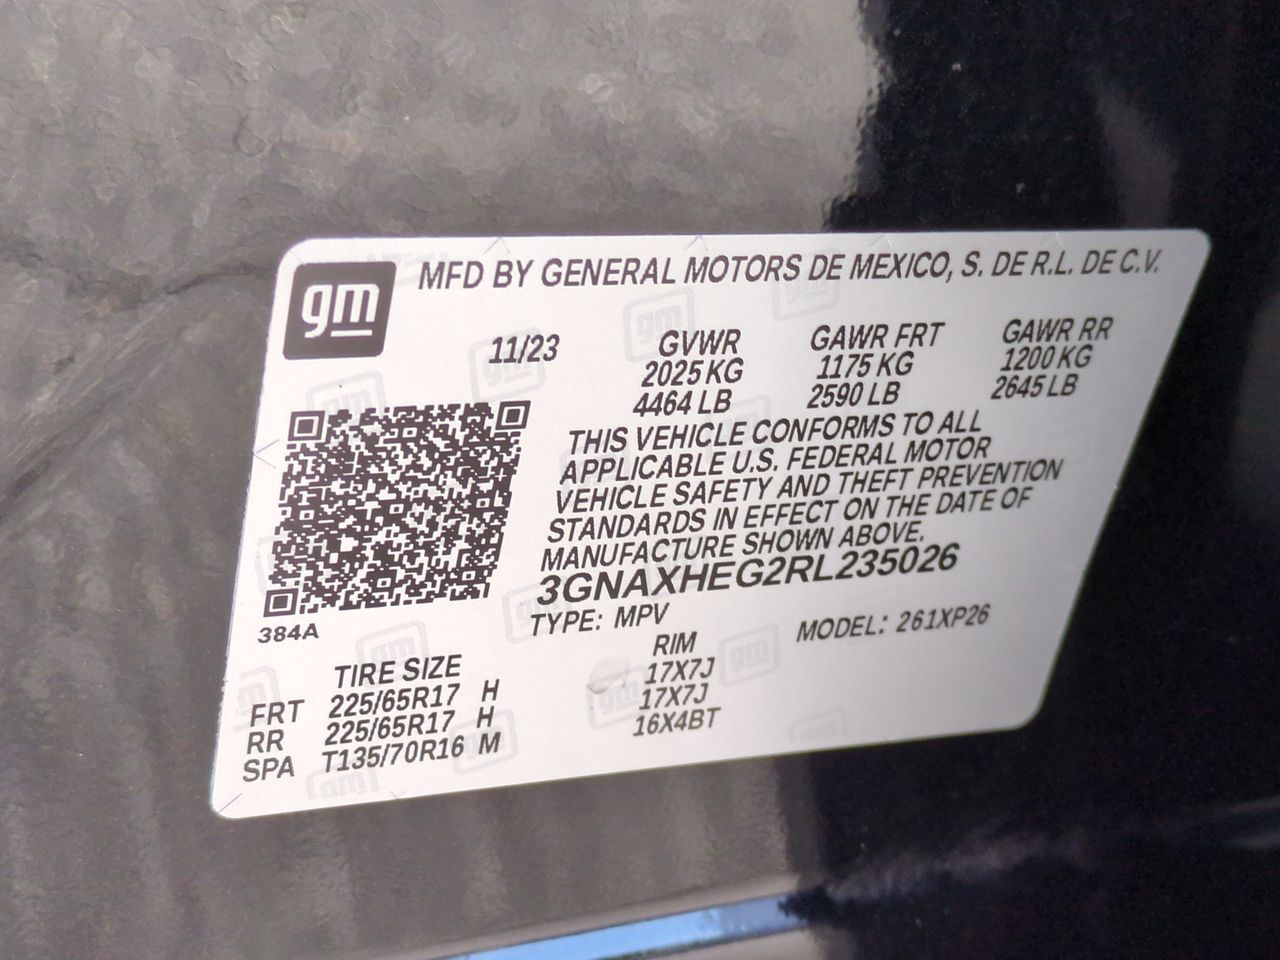 gm
MFD BY GENERAL MOTORS DE MEXICO, S. DE R.L. DE C.V.
11/23 GVWR GAWR FRT GAWR RR
2025 KG 1175 KG 1200 KG
4464 LB 2590 LB 2645 LB
THIS VEHICLE CONFORMS TO ALL
APPLICABLE U.S. FEDERAL MOTOR
VEHICLE SAFETY AND THEFT PREVENTION
STANDARDS IN EFFECT ON THE DATE OF
MANUFACTURE SHOWN ABOVE.
3GNAXHEG2RL235026
384A
TYPE: MPV MODEL: 261XP26
TIRE SIZE RIM
FRT 225/65R17 H 17X7J
RR 225/65R17 H 17X7J
SPA T135/70R16 M 16X4BT